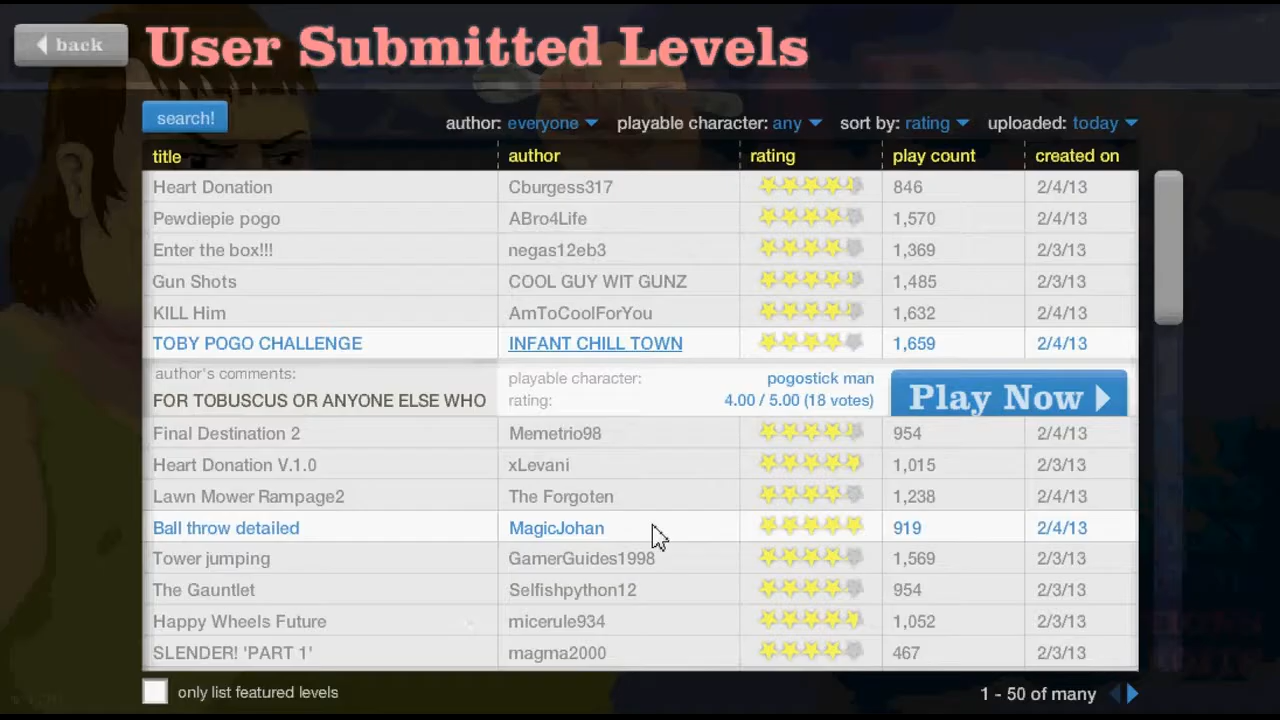 back
User Submitted Levels
search!
author: everyone playable character: any sort by: rating uploaded: today
title author rating play count created on
Heart Donation Cburgess317 846 2/4/13
Pewdiepie pogo ABro4Life 1,570 2/4/13
Enter the box!!! negas12eb3 1,369 2/3/13
Gun Shots COOL GUY WIT GUNZ 1,485 2/3/13
KILL Him AmToCoolForYou 1,632 2/4/13
TOBY POGO CHALLENGE INFANT CHILL TOWN 1,659 2/4/13
author's comments: playable character: pogostick man
FOR TOBUSCUS OR ANYONE ELSE WHO rating: 4.00 / 5.00 (18 votes) Play Now
Final Destination 2 Memetrio98 954 2/4/13
Heart Donation V.1.0 xLevani 1,015 2/3/13
Lawn Mower Rampage2 The Forgoten 1,238 2/4/13
Ball throw detailed MagicJohan 919 2/4/13
Tower jumping GamerGuides1998 1,569 2/3/13
The Gauntlet Selfishpython12 954 2/3/13
Happy Wheels Future micerule934 1,052 2/3/13
SLENDER! 'PART 1' magma2000 467 2/3/13
only list featured levels 1 - 50 of many